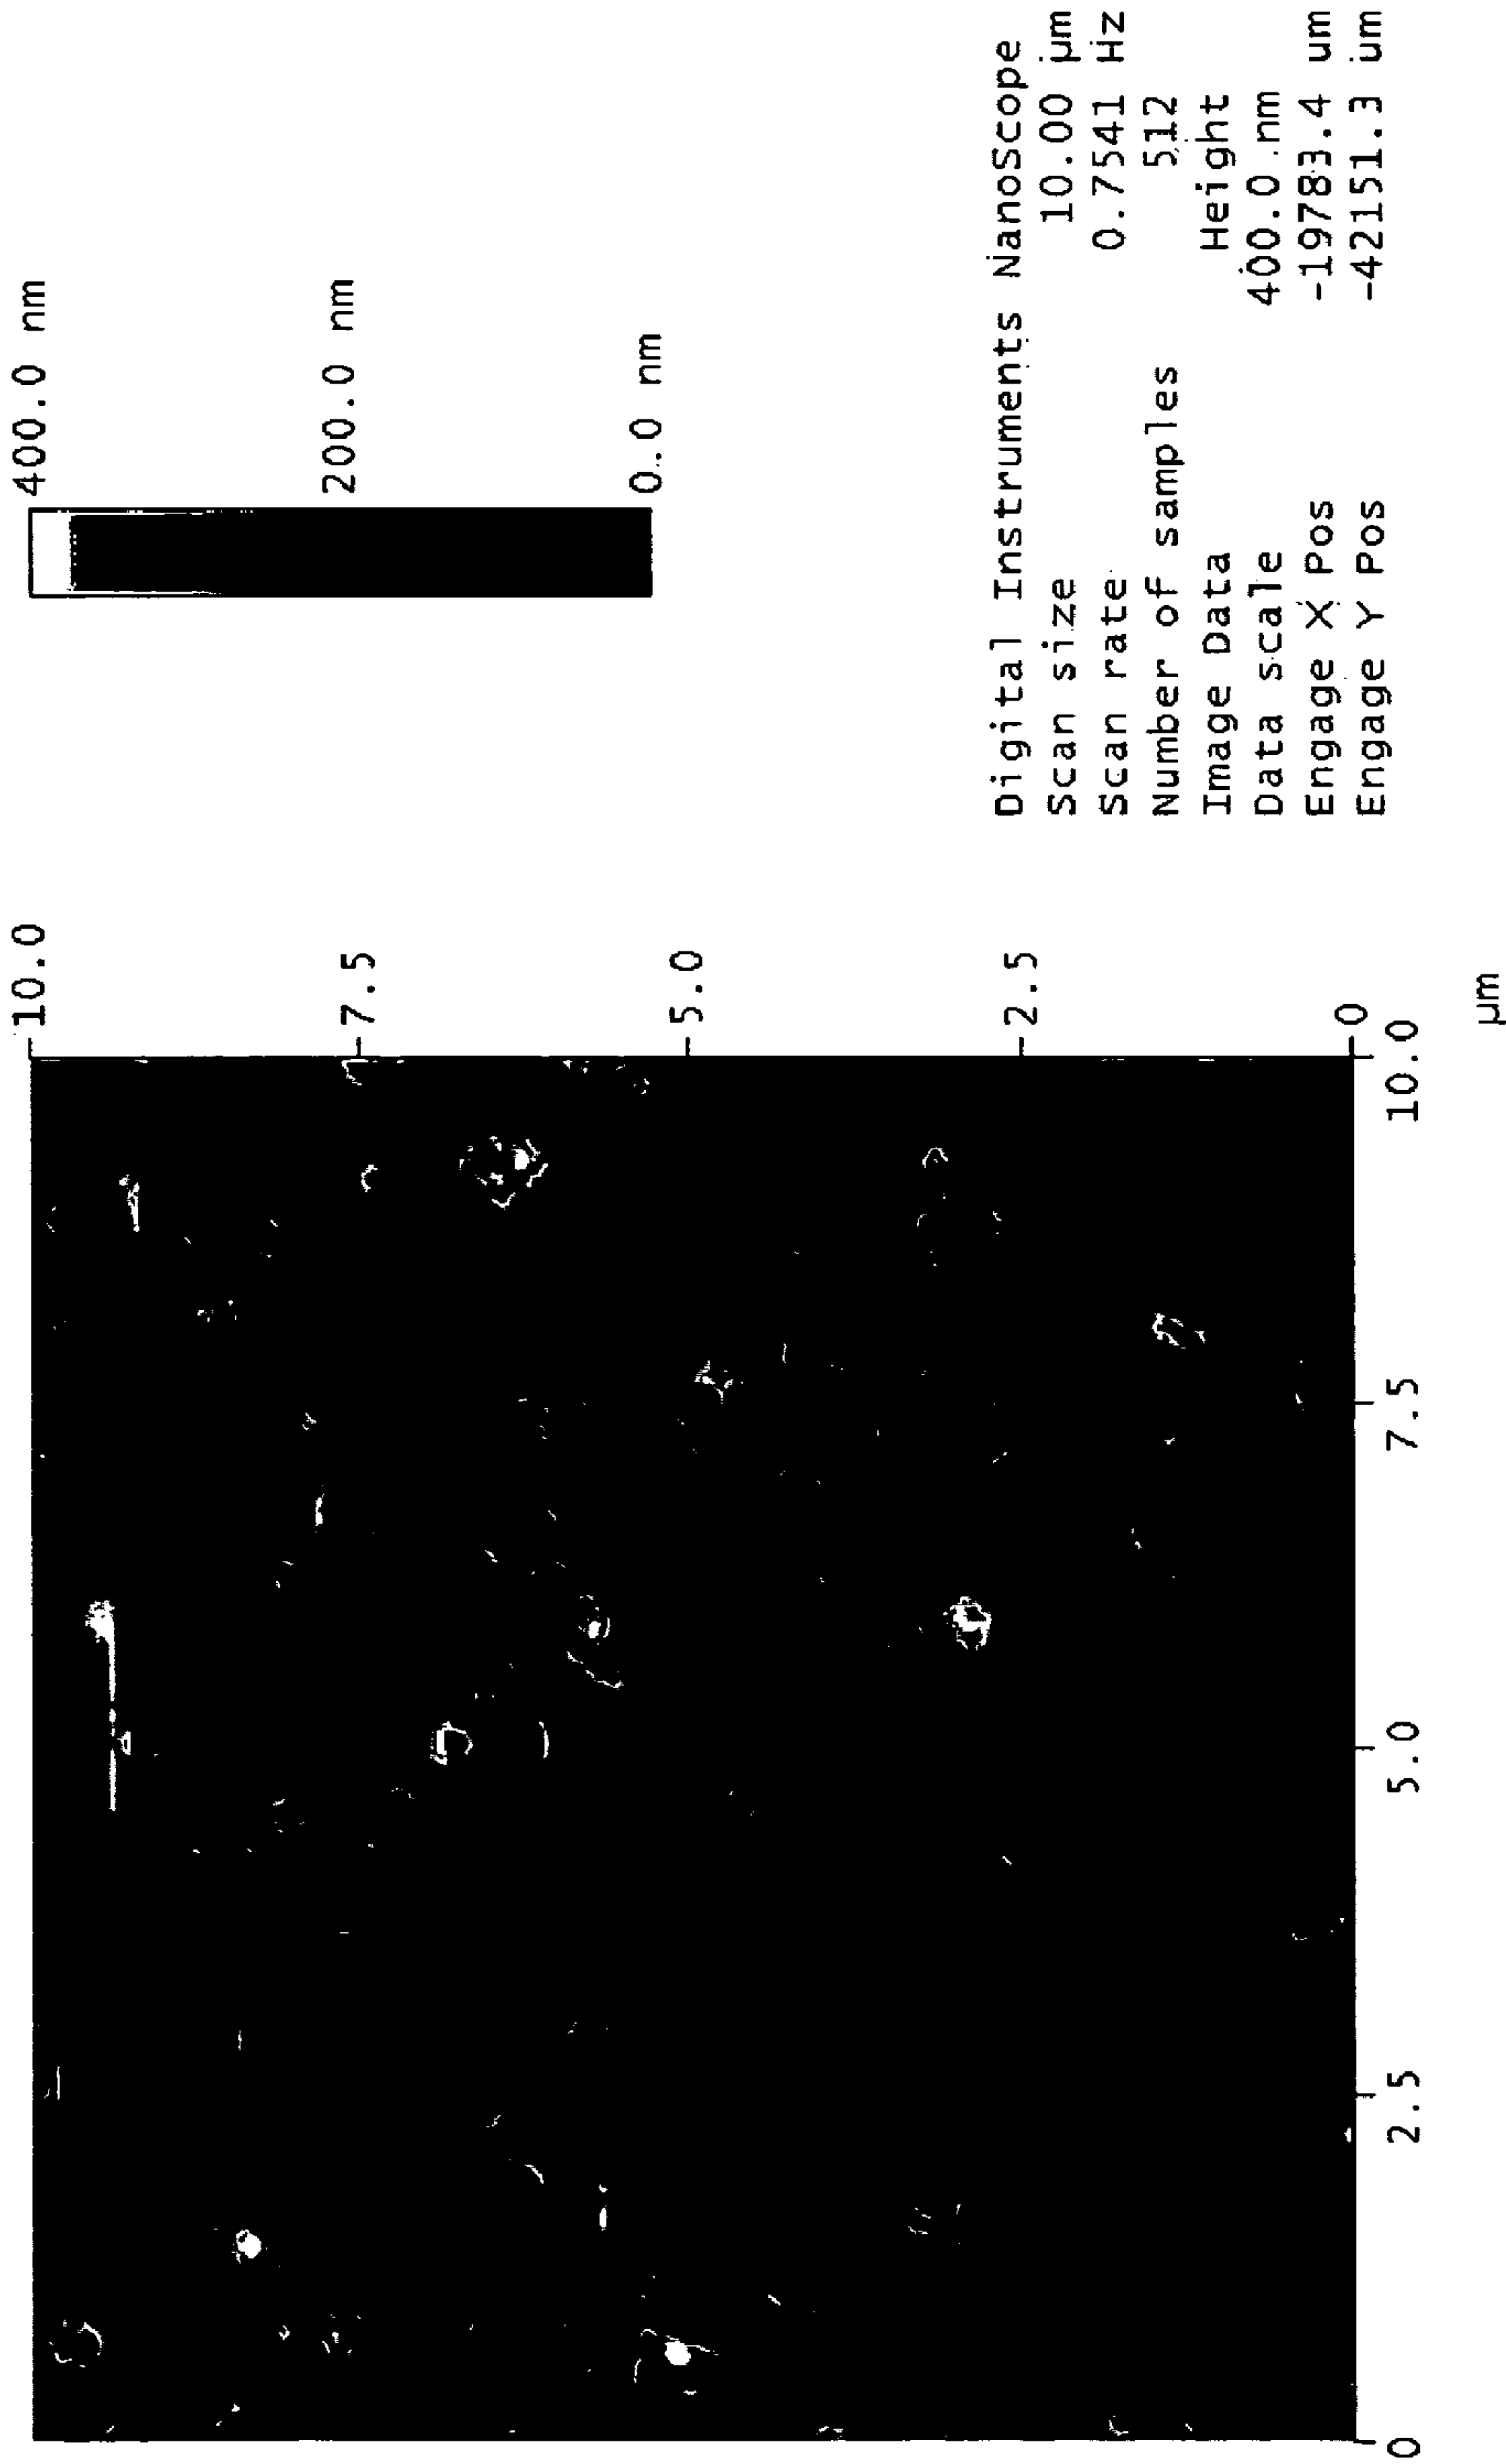 400.0 nm
200.0 nm
0.0 nm
10.0
7.5
5.0
2.5
0
0 2.5 5.0 7.5 10.0
µm
Digital Instruments NanoScope
Scan size 10.00 µm
Scan rate 0.7541 Hz
Number of samples 512
Image Data Height
Data scale 400.0 nm
Engage X Pos -19783.4 um
Engage Y Pos -42151.3 um